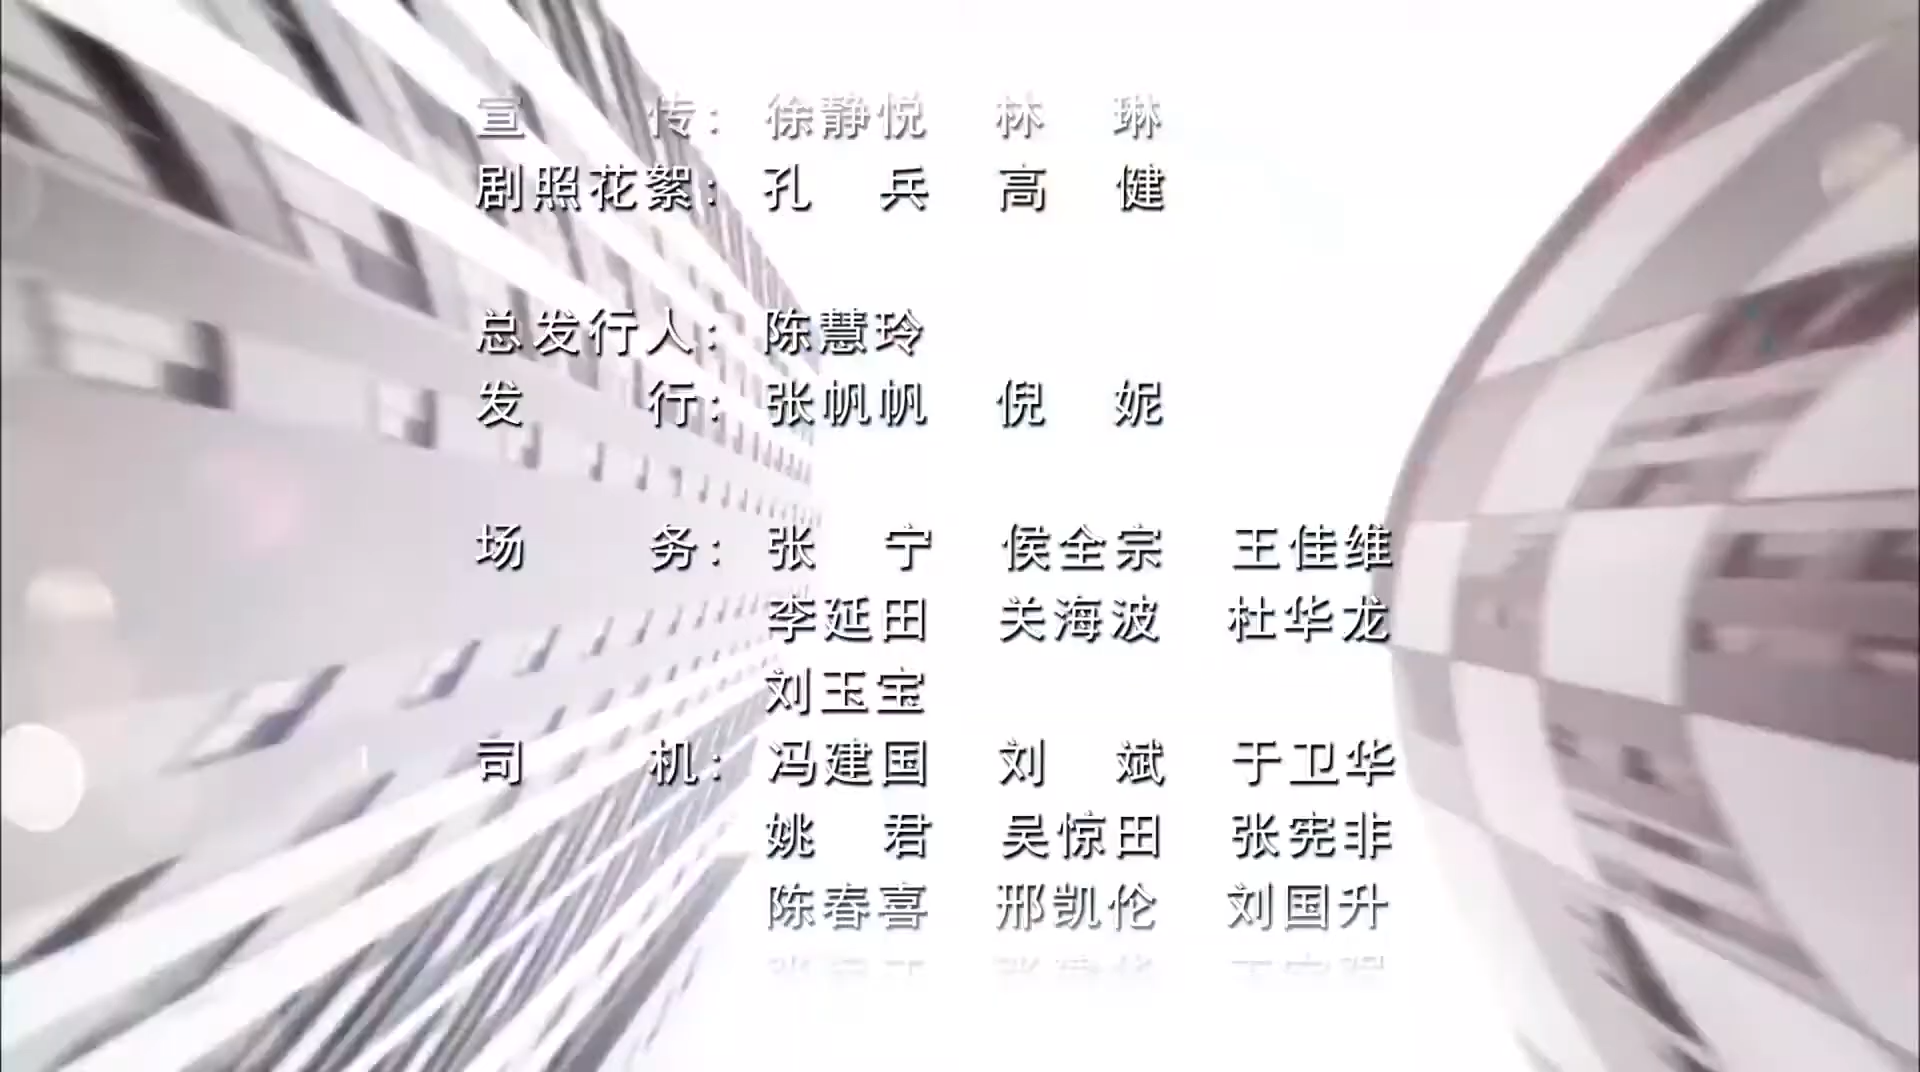 宣传：徐静悦 林琳
剧照花絮：孔兵 高健
总发行人：陈慧玲
发行：张帆帆 倪妮
场务：张宁 侯全宗 王佳维
李延田 关海波 杜华龙
刘玉宝
司机：冯建国 刘斌 于卫华
姚君 吴惊田 张宪非
陈春喜 邢凯伦 刘国升